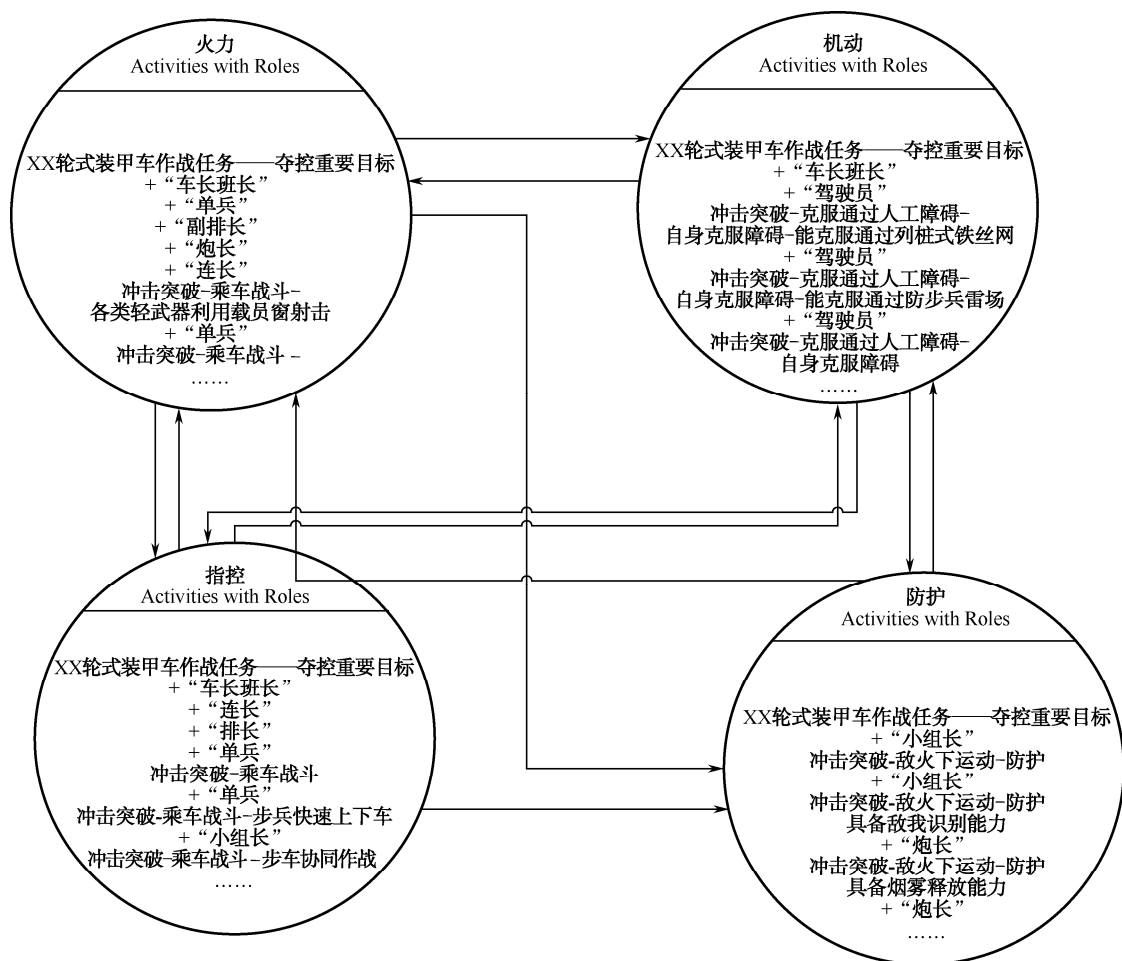 火力
Activities with Roles
XX轮式装甲车作战任务——夺控重要目标
+“车长班长”
+“单兵”
+“副排长”
+“炮长”
+“连长”
冲击突破-乘车战斗-
各类轻武器利用载员窗射击
+“单兵”
冲击突破-乘车战斗-
……
机动
Activities with Roles
XX轮式装甲车作战任务——夺控重要目标
+“车长班长”
+“驾驶员”
冲击突破-克服通过人工障碍-
自身克服障碍-能克服通过列桩式铁丝网
+“驾驶员”
冲击突破-克服通过人工障碍-
白身克服障碍-能克服通过防步兵雷场
+“驾驶员”
冲击突破-克服通过人工障碍-
自身克服障碍
……
指控
Activities with Roles
XX轮式装甲车作战任务——夺控重要目标
+“车长班长”
+“连长”
+“排长”
+“单兵”
冲击突破-乘车战斗
+“单兵”
冲击突破-乘车战斗-步兵快速上下车
+“小组长”
冲击突破-乘车战斗-步车协同作战
……
防护
Activities with Roles
XX轮式装甲车作战任务——夺控重要目标
+“小组长”
冲击突破-敌火下运动-防护
+“小组长”
冲击突破-敌火下运动-防护
具备敌我识别能力
+“炮长”
冲击突破-敌火下运动-防护
具备烟雾释放能力
+“炮长”
……